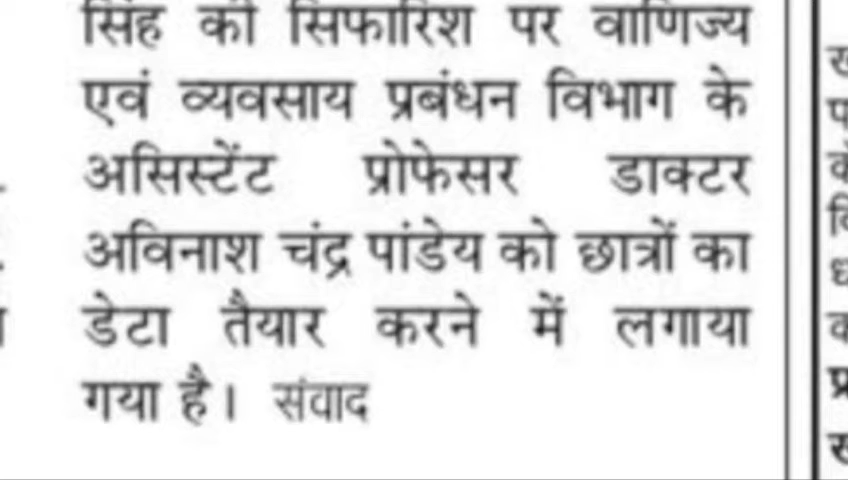 सिंह की सिफारिश पर वाणिज्य
एवं व्यवसाय प्रबंधन विभाग के
असिस्टेंट प्रोफेसर डाक्टर
अविनाश चंद्र पांडेय को छात्रों का
डेटा तैयार करने में लगाया
गया है। संवाद